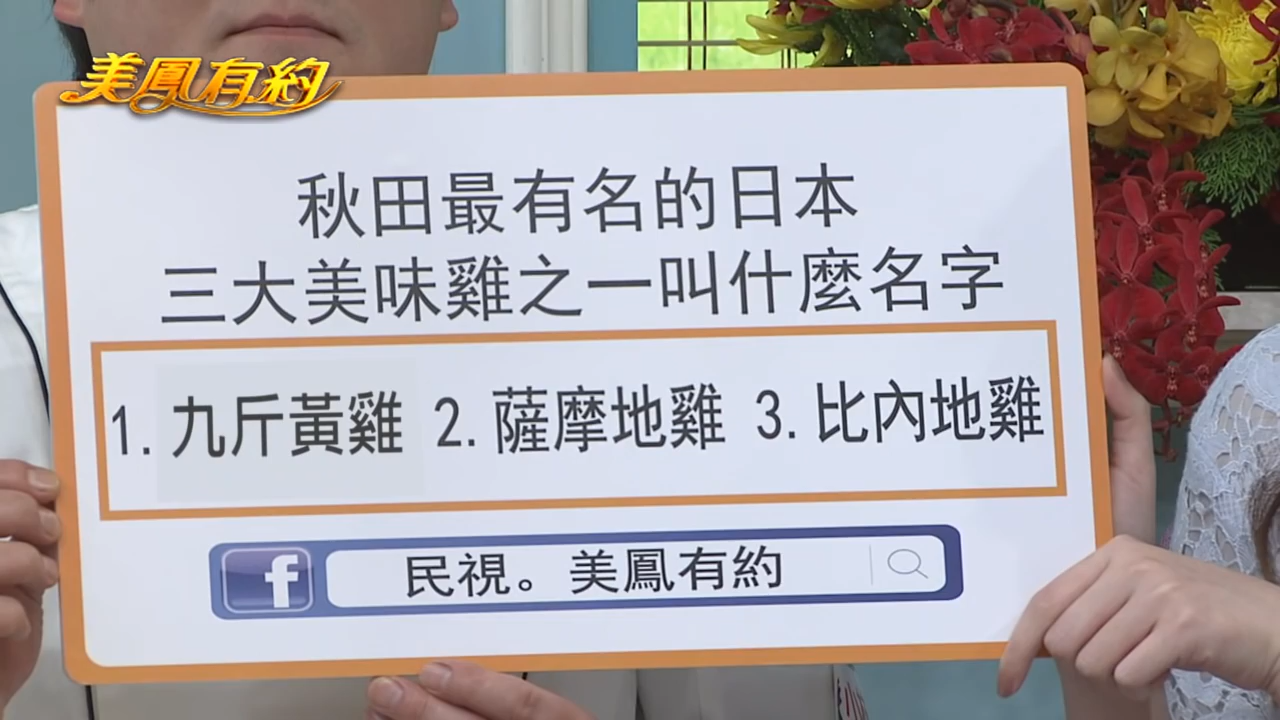 美鳳有約
秋田最有名的日本
三大美味雞之一叫什麼名字
1.九斤黃雞 2.薩摩地雞 3.比內地雞
f 民視。美鳳有約